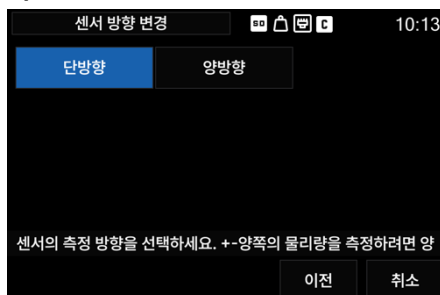 센서 방향 변경 SD C 10:13
단방향 양방향
센서의 측정 방향을 선택하세요. +-양쪽의 물리량을 측정하려면 양
이전 취소